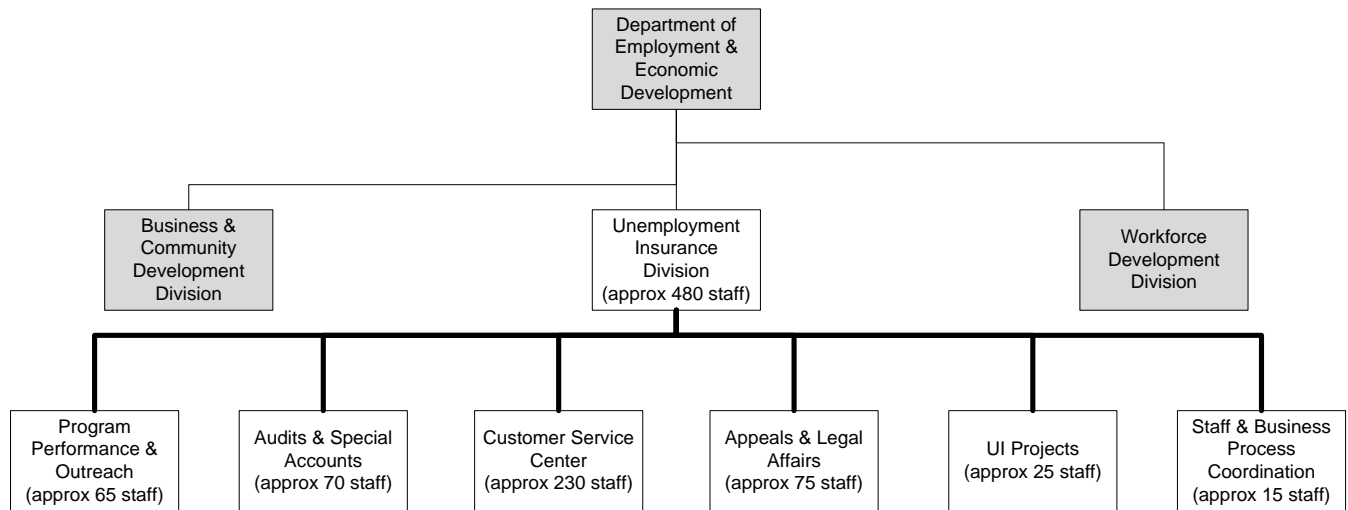 Department of
Employment &
Economic
Development
Business &
Community
Development
Division
Unemployment
Insurance
Division
(approx 480 staff)
Workforce
Development
Division
Program
Performance &
Outreach
(approx 65 staff)
Audits & Special
Accounts
(approx 70 staff)
Customer Service
Center
(approx 230 staff)
Appeals & Legal
Affairs
(approx 75 staff)
UI Projects
(approx 25 staff)
Staff & Business
Process
Coordination
(approx 15 staff)